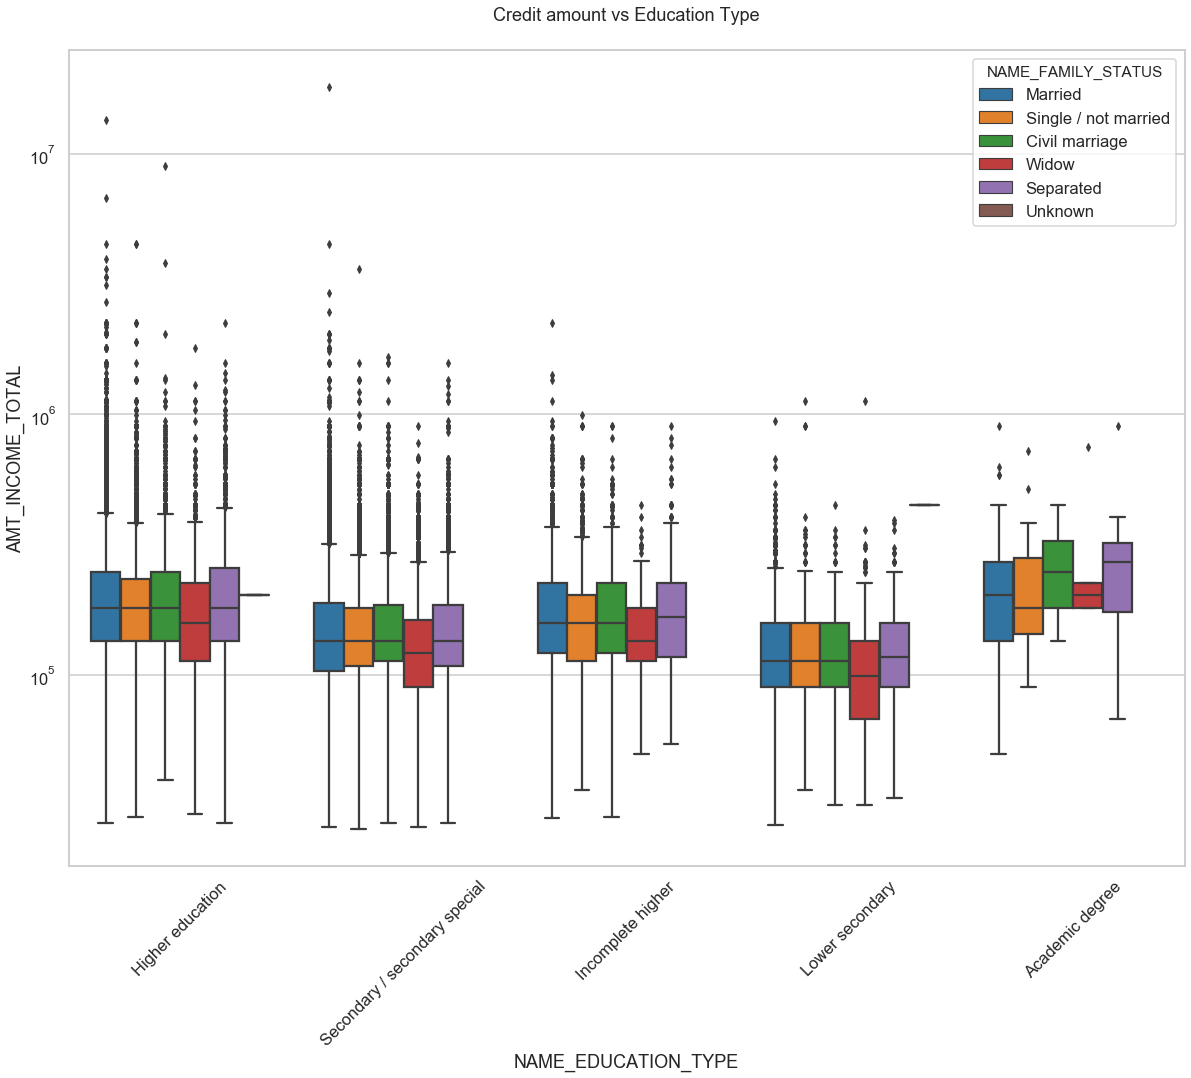 Credit amount vs Education Type
NAME_FAMILY_STATUS
Married
Single / not married
Civil marriage
Widow
Separated
Unknown
10^7
10^6
10^5
AMT_INCOME_TOTAL
Higher education
Secondary / secondary special
Incomplete higher
Lower secondary
Academic degree
NAME_EDUCATION_TYPE